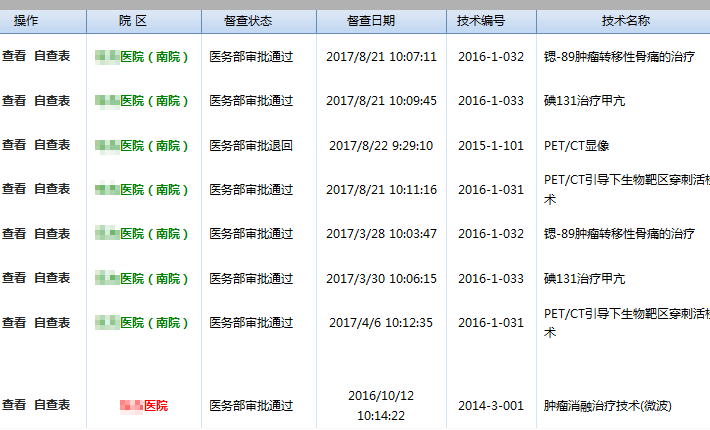 操作 院 区 督查状态 督查日期 技术编号 技术名称
查看 自查表 医院（南院） 医务部审批通过 2017/8/21 10:07:11 2016-1-032 锶-89肿瘤转移性骨痛的治疗
查看 自查表 医院（南院） 医务部审批通过 2017/8/21 10:09:45 2016-1-033 碘131治疗甲亢
查看 自查表 医院（南院） 医务部审批退回 2017/8/22 9:29:10 2015-1-101 PET/CT显像
查看 自查表 医院（南院） 医务部审批通过 2017/8/21 10:11:16 2016-1-031 PET/CT引导下生物靶区穿刺活
术
查看 自查表 医院（南院） 医务部审批通过 2017/3/28 10:03:47 2016-1-032 锶-89肿瘤转移性骨痛的治疗
查看 自查表 医院（南院） 医务部审批通过 2017/3/30 10:06:15 2016-1-033 碘131治疗甲亢
查看 自查表 医院（南院） 医务部审批通过 2017/4/6 10:12:35 2016-1-031 PET/CT引导下生物靶区穿刺活
术
查看 自查表 医院 医务部审批通过 2016/10/12 2014-3-001 肿瘤消融治疗技术(微波)
10:14:22